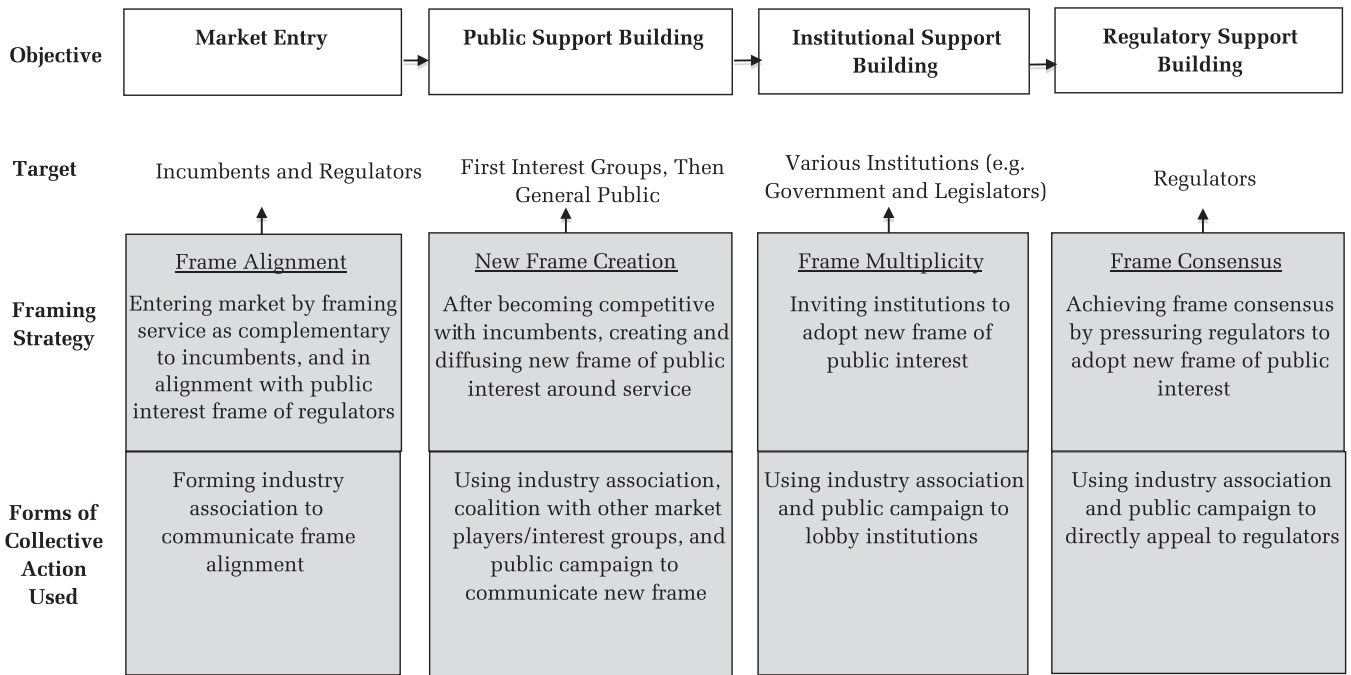 Objective
Market Entry
Public Support Building
Institutional Support
Building
Regulatory Support
Building
Target
Incumbents and Regulators
First Interest Groups, Then
General Public
Various Institutions (e.g.
Government and Legislators)
Regulators
Framing
Strategy
Frame Alignment
Entering market by framing
service as complementary
to incumbents, and in
alignment with public
interest frame of regulators
New Frame Creation
After becoming competitive
with incumbents, creating and
diffusing new frame of public
interest around service
Frame Multiplicity
Inviting institutions to
adopt new frame of
public interest
Frame Consensus
Achieving frame consensus
by pressuring regulators to
adopt new frame of public
interest
Forms of
Collective
Action
Used
Forming industry
association to
communicate frame
alignment
Using industry association,
coalition with other market
players/interest groups, and
public campaign to
communicate new frame
Using industry association
and public campaign to
lobby institutions
Using industry association
and public campaign to
directly appeal to regulators